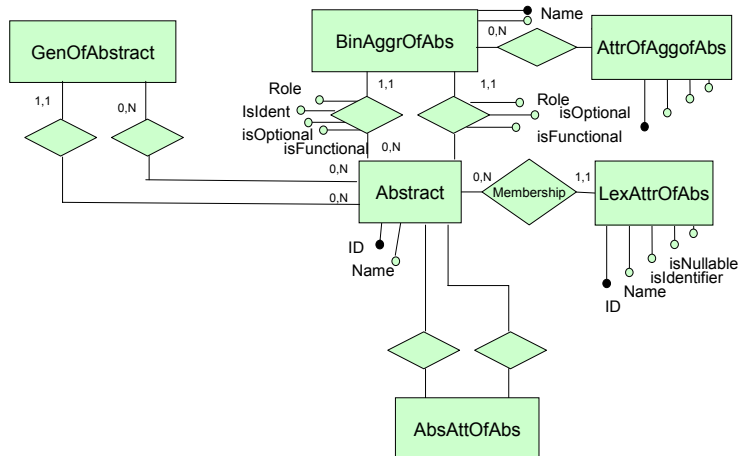 Name
GenOfAbstract
BinAggrOfAbs
0,N
AttrOfAggofAbs
1,1
0,N
1,1
1,1
Role
IsIdent
isOptional
isFunctional
Role
isOptional
isFunctional
0,N
0,N
0,N
Abstract
0,N
Membership
1,1
LexAttrOfAbs
ID
Name
isNullable
isIdentifier
Name
ID
AbsAttOfAbs